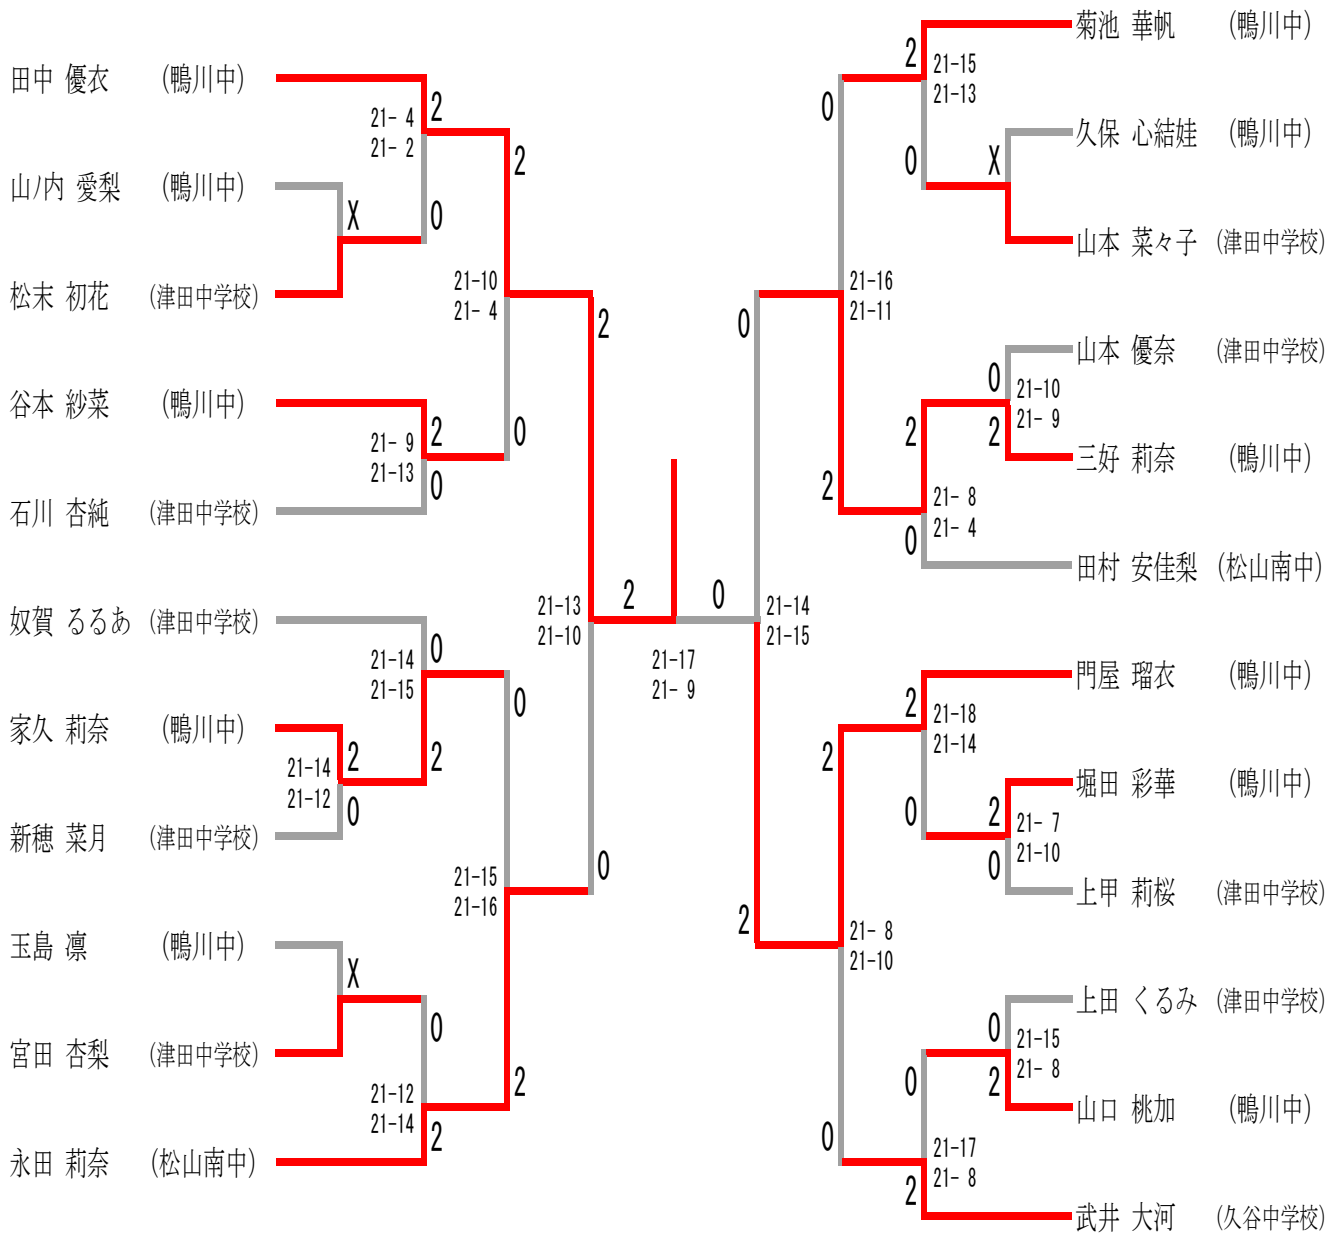 田中 優衣 (鴨川中)
山ノ内 愛梨 (鴨川中)
松末 初花 (津田中学校)
谷本 紗菜 (鴨川中)
石川 杏純 (津田中学校)
奴賀 るるあ (津田中学校)
家久 莉奈 (鴨川中)
新穂 菜月 (津田中学校)
玉島 凛 (鴨川中)
宮田 杏梨 (津田中学校)
永田 莉奈 (松山南中)
21- 4
21- 2
2
0
X
21- 9
21-13
2
0
21-10
21- 4
2
0
21-14
21-15
0
2
21-14
21-12
2
0
X
21-12
21-14
0
2
21-15
21-16
0
2
21-13
21-10
2
0
2
0
21-17
21- 9
21-14
21-15
0
2
21-16
21-11
0
2
21-15
21-13
2
0
X
21-10
21- 9
0
2
21- 8
21- 4
2
0
21- 8
21-10
2
0
21-18
21-14
2
0
21- 7
21-10
2
0
21-15
21- 8
0
2
21-17
21- 8
0
2
菊池 華帆 (鴨川中)
久保 心結娃 (鴨川中)
山本 菜々子 (津田中学校)
山本 優奈 (津田中学校)
三好 莉奈 (鴨川中)
田村 安佳梨 (松山南中)
門屋 瑠衣 (鴨川中)
堀田 彩華 (鴨川中)
上甲 莉桜 (津田中学校)
上田 くるみ (津田中学校)
山口 桃加 (鴨川中)
武井 大河 (久谷中学校)